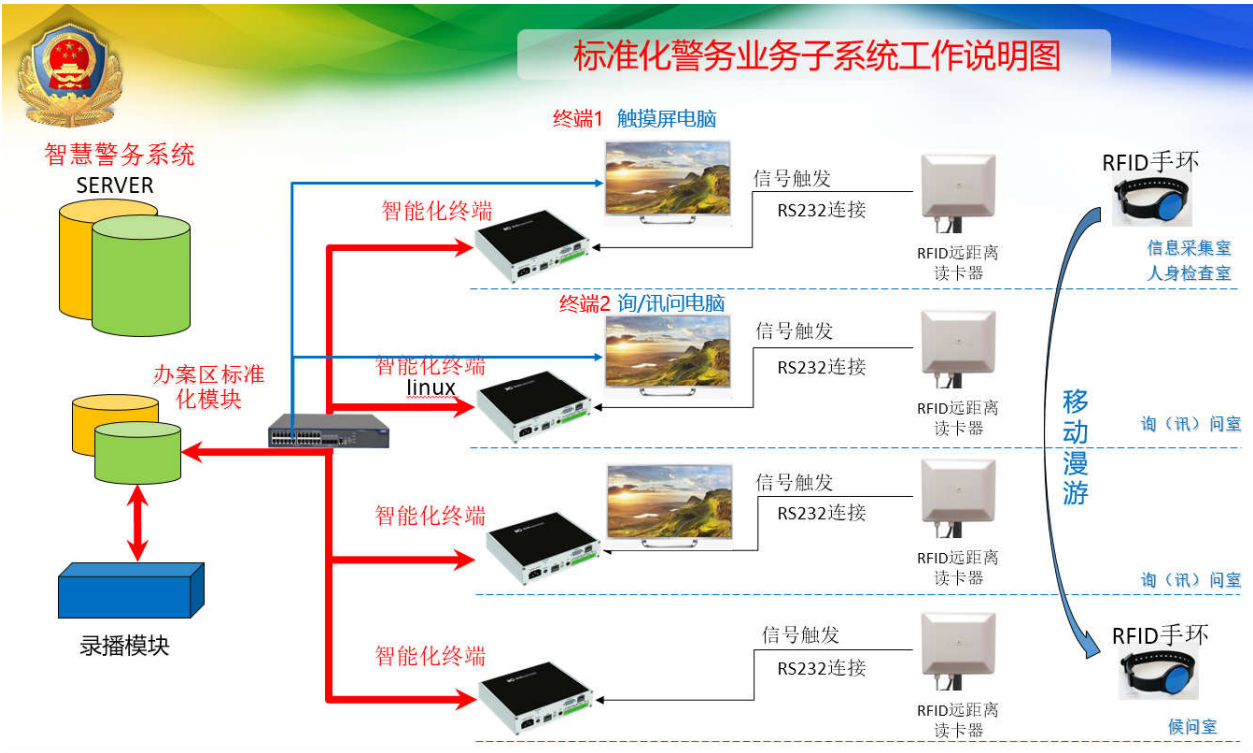 标准化警务业务子系统工作说明图
智慧警务系统
SERVER
终端1 触摸屏电脑
智能化终端
信号触发
RS232连接
RFID远距离
读卡器
RFID手环
信息采集室
人身检查室
终端2 询/讯问电脑
智能化终端
linux
信号触发
RS232连接
RFID远距离
读卡器
询（讯）问室
办案区标准
化模块
移动漫游
智能化终端
信号触发
RS232连接
RFID远距离
读卡器
询（讯）问室
录播模块
智能化终端
信号触发
RS232连接
RFID远距离
读卡器
RFID手环
候问室